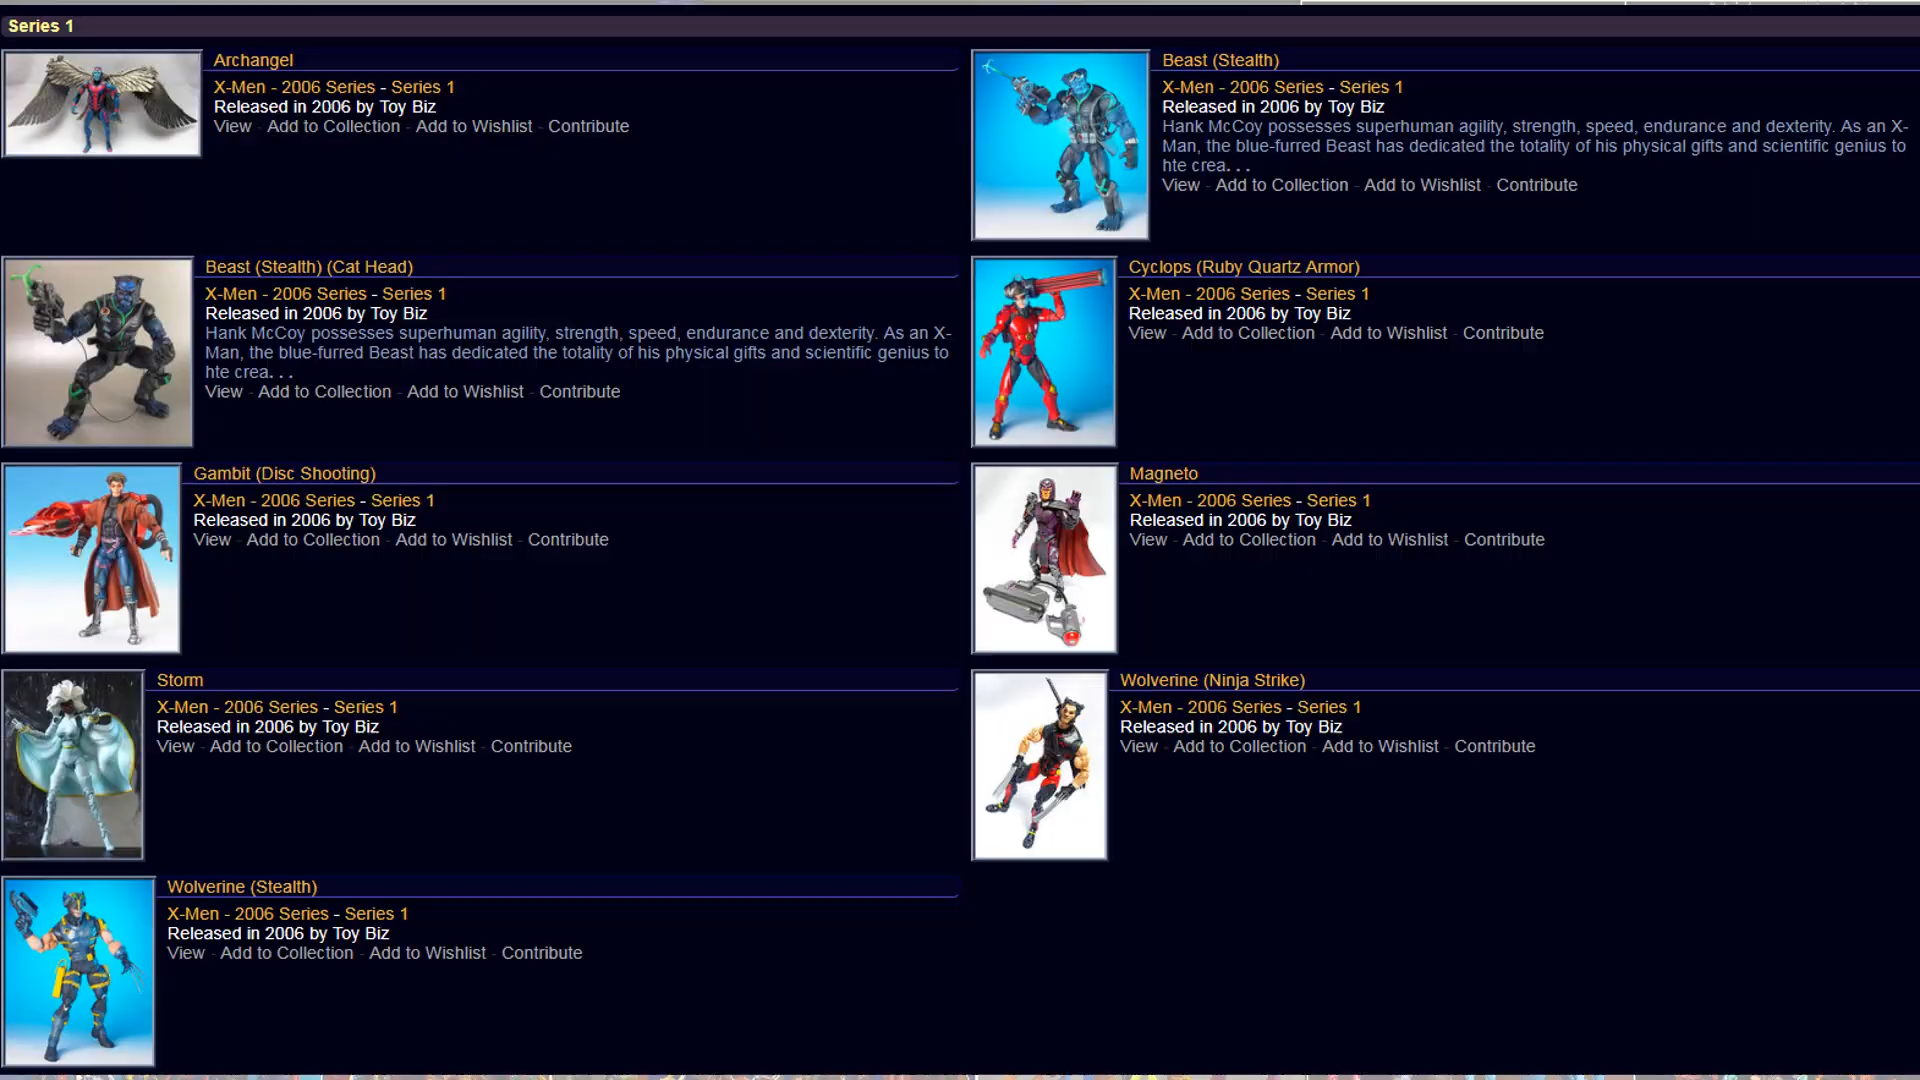 Series 1
Archangel
X-Men - 2006 Series - Series 1
Released in 2006 by Toy Biz
View - Add to Collection - Add to Wishlist - Contribute
Beast (Stealth)
X-Men - 2006 Series - Series 1
Released in 2006 by Toy Biz
Hank McCoy possesses superhuman agility, strength, speed, endurance and dexterity. As an X-
Man, the blue-furred Beast has dedicated the totality of his physical gifts and scientific genius to
hte crea. . .
View - Add to Collection - Add to Wishlist - Contribute
Beast (Stealth) (Cat Head)
X-Men - 2006 Series - Series 1
Released in 2006 by Toy Biz
Hank McCoy possesses superhuman agility, strength, speed, endurance and dexterity. As an X-
Man, the blue-furred Beast has dedicated the totality of his physical gifts and scientific genius to
hte crea. . .
View - Add to Collection - Add to Wishlist - Contribute
Cyclops (Ruby Quartz Armor)
X-Men - 2006 Series - Series 1
Released in 2006 by Toy Biz
View - Add to Collection - Add to Wishlist - Contribute
Gambit (Disc Shooting)
X-Men - 2006 Series - Series 1
Released in 2006 by Toy Biz
View - Add to Collection - Add to Wishlist - Contribute
Magneto
X-Men - 2006 Series - Series 1
Released in 2006 by Toy Biz
View - Add to Collection - Add to Wishlist - Contribute
Storm
X-Men - 2006 Series - Series 1
Released in 2006 by Toy Biz
View - Add to Collection - Add to Wishlist - Contribute
Wolverine (Ninja Strike)
X-Men - 2006 Series - Series 1
Released in 2006 by Toy Biz
View - Add to Collection - Add to Wishlist - Contribute
Wolverine (Stealth)
X-Men - 2006 Series - Series 1
Released in 2006 by Toy Biz
View - Add to Collection - Add to Wishlist - Contribute